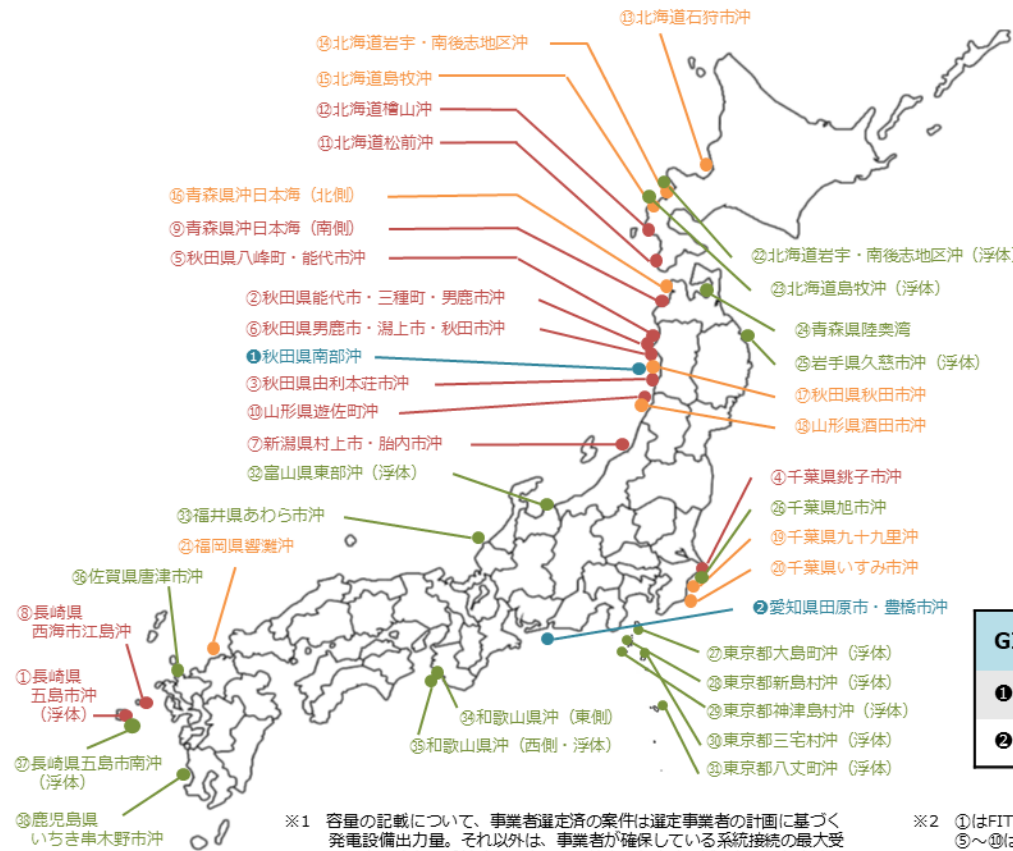 ⑬北海道石狩市沖
⑭北海道岩宇・南後志地区沖
⑮北海道島牧沖
⑫北海道檜山沖
⑪北海道松前沖
⑯青森県沖日本海（北側）
⑨青森県沖日本海（南側）
⑤秋田県八峰町・能代市沖
②秋田県能代市・三種町・男鹿市沖
⑥秋田県男鹿市・潟上市・秋田市沖
❶秋田県南部沖
③秋田県由利本荘市沖
⑩山形県遊佐町沖
⑦新潟県村上市・胎内市沖
㉜富山県東部沖（浮体）
㉝福井県あわら市沖
㉑福岡県響灘沖
㊱佐賀県唐津市沖
⑧長崎県
西海市江島沖
①長崎県
五島市沖
（浮体）
㊲長崎県五島市南沖
（浮体）
㊳鹿児島県
いちき串木野市沖
㉒北海道岩宇・南後志地区沖（浮体）
㉓北海道島牧沖（浮体）
㉔青森県陸奥湾
㉕岩手県久慈市沖（浮体）
⑰秋田県秋田市沖
⑱山形県酒田市沖
④千葉県銚子市沖
㉖千葉県旭市沖
⑲千葉県九十九里沖
⑳千葉県いすみ市沖
❷愛知県田原市・豊橋市沖
㉗東京都大島町沖（浮体）
㉘東京都新島村沖（浮体）
㉙東京都神津島村沖（浮体）
㉚東京都三宅村沖（浮体）
㉛東京都八丈町沖（浮体）
㉞和歌山県沖（東側）
㉟和歌山県沖（西側・浮体）
❶
❷
※1 容量の記載について、事業者選定済の案件は選定事業者の計画に基づく
発電設備出力量。それ以外は、事業者が確保している系統接続の最大受
※2 ①はFIT
⑤～⑩は